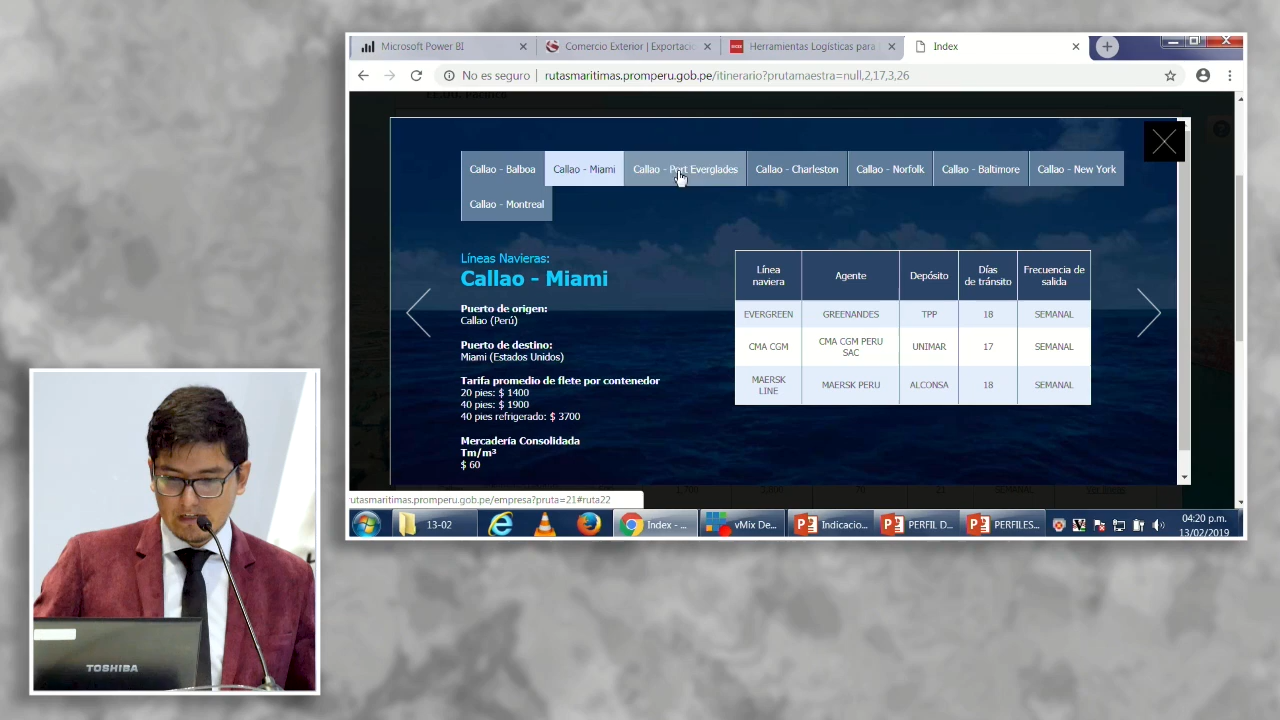 Microsoft Power BI
Comercio Exterior | Exportacio
Herramientas Logísticas para
Index
No es seguro | rutasmaritimas.promperu.gob.pe/itinerario?prutamaestra=null,2,17,3,26
Callao - Balboa
Callao - Miami
Callao - Port Everglades
Callao - Charleston
Callao - Norfolk
Callao - Baltimore
Callao - New York
Callao - Montreal
Líneas Navieras:
Callao - Miami
Puerto de origen:
Callao (Perú)
Puerto de destino:
Miami (Estados Unidos)
Tarifa promedio de flete por contenedor
20 pies: $ 1400
40 pies: $ 1900
40 pies refrigerado: $ 3700
Mercadería Consolidada
Tm/m³
$ 60
Línea naviera Agente Depósito Días de tránsito Frecuencia de salida
EVERGREEN GREENANDES TPP 18 SEMANAL
CMA CGM CMA CGM PERU SAC UNIMAR 17 SEMANAL
MAERSK LINE MAERSK PERU ALCONSA 18 SEMANAL
rutasmaritimas.promperu.gob.pe/empresa?pruta=21#ruta22
13-02
Index - ...
vMix De...
Indicacio...
PERFIL D...
PERFILES...
04:20 p.m.
13/02/2019
TOSHIBA